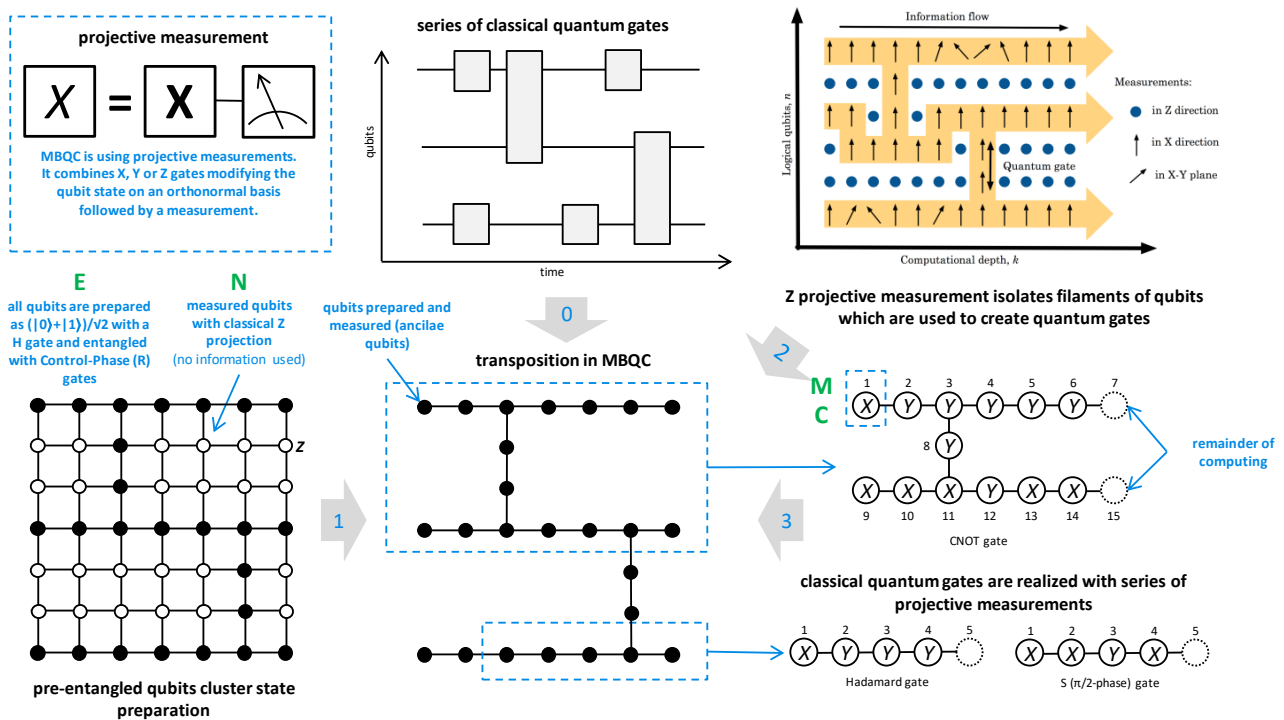 projective measurement
X = X
MBQC is using projective measurements.
It combines X, Y or Z gates modifying the
qubit state on an orthonormal basis
followed by a measurement.
series of classical quantum gates
qubits
time
Information flow
Logical qubits, n
Computational depth, k
Quantum gate
Measurements:
in Z direction
in X direction
in X-Y plane
Z projective measurement isolates filaments of qubits
which are used to create quantum gates
E
all qubits are prepared
as (|0⟩+|1⟩)/√2 with a
H gate and entangled
with Control-Phase (R)
gates
N
measured qubits
with classical Z
projection
(no information used)
Z
pre-entangled qubits cluster state
preparation
qubits prepared and
measured (ancilae
qubits)
0
transposition in MBQC
1
2
3
M
C
1 2 3 4 5 6 7
X Y Y Y Y Y
8 Y
X X X Y X X
9 10 11 12 13 14 15
CNOT gate
remainder of
computing
classical quantum gates are realized with series of
projective measurements
1 2 3 4 5
X Y Y Y
Hadamard gate
1 2 3 4 5
X X Y X
S (π/2-phase) gate